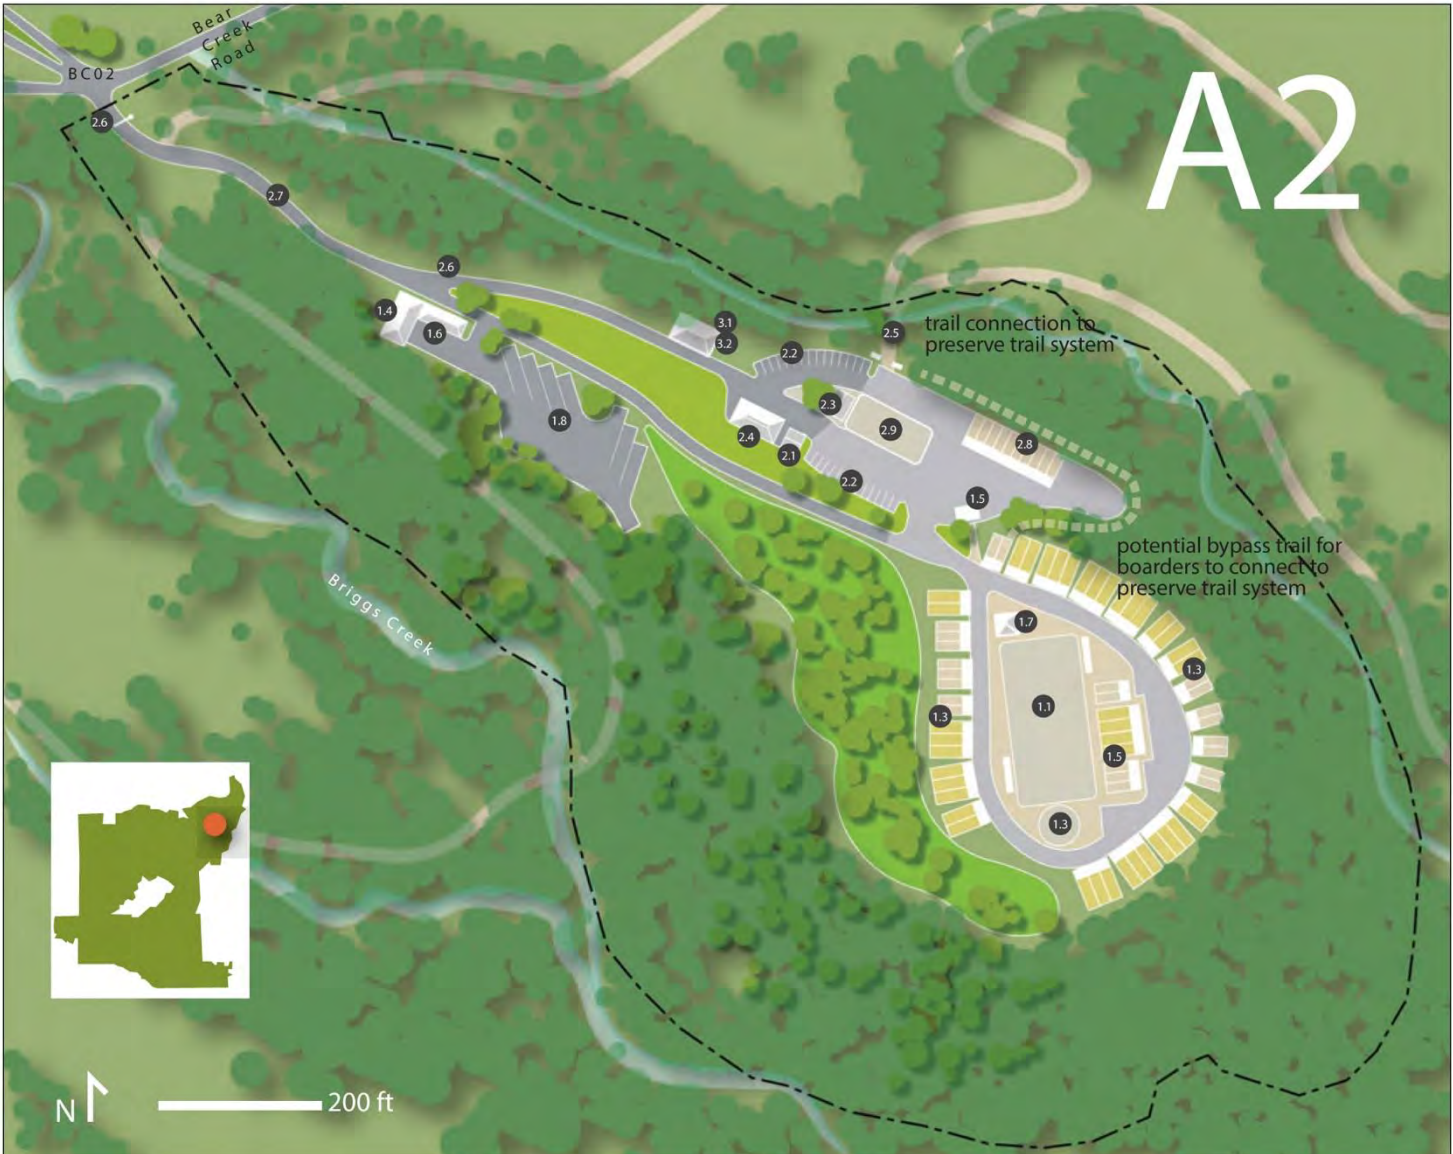 Bear
Creek
Road
BC02
A2
2.6
2.7
2.6
1.4
1.6
3.1
3.2
2.5
trail connection to
preserve trail system
2.2
2.3
2.9
2.8
1.8
2.4
2.1
2.2
1.5
potential bypass trail for
boarders to connect to
preserve trail system
Briggs Creek
1.7
1.3
1.1
1.3
1.5
1.3
N
200 ft